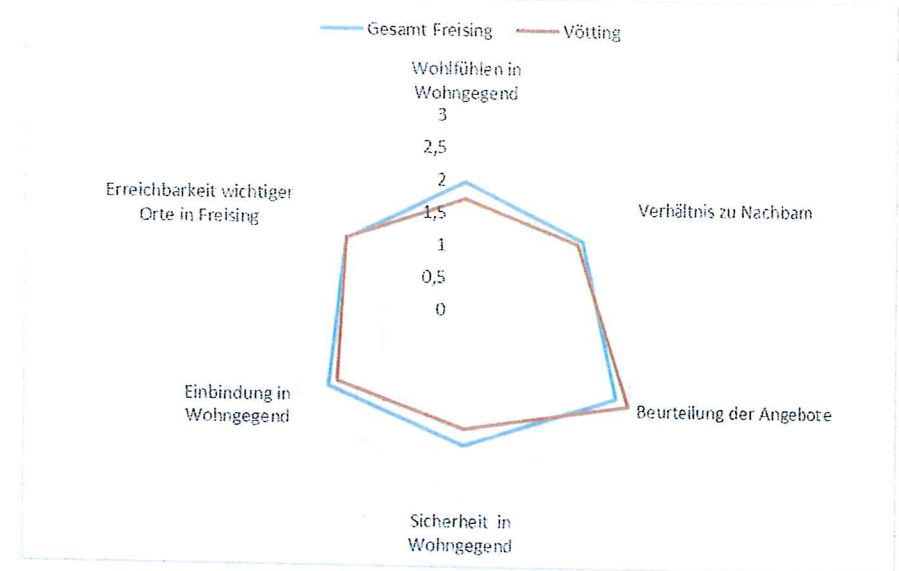 Gesamt Freising Vötting
Wohlfühlen in
Wohngegend
3
2,5
2
1,5
1
0,5
0
Erreichbarkeit wichtiger
Orte in Freising
Verhältnis zu Nachbarn
Einbindung in
Wohngegend
Beurteilung der Angebote
Sicherheit in
Wohngegend